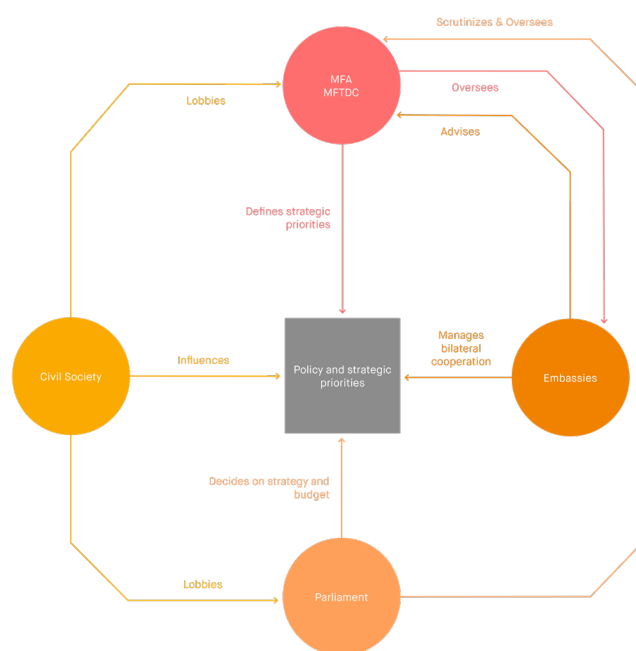 Scrutinizes & Oversees
MFA
MFTDC
Lobbies
Oversees
Advises
Defines strategic
priorities
Manages
bilateral
cooperation
Civil Society
Influences
Policy and strategic
priorities
Embassies
Decides on strategy and
budget
Lobbies
Parliament